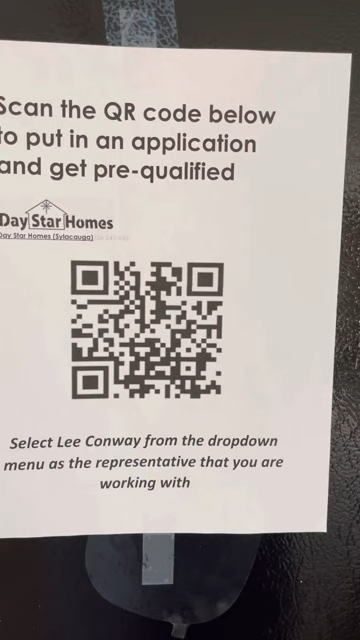 Scan the QR code below
to put in an application
and get pre-qualified
Day Star Homes
Day Star Homes (Sylacauga)
Select Lee Conway from the dropdown
menu as the representative that you are
working with